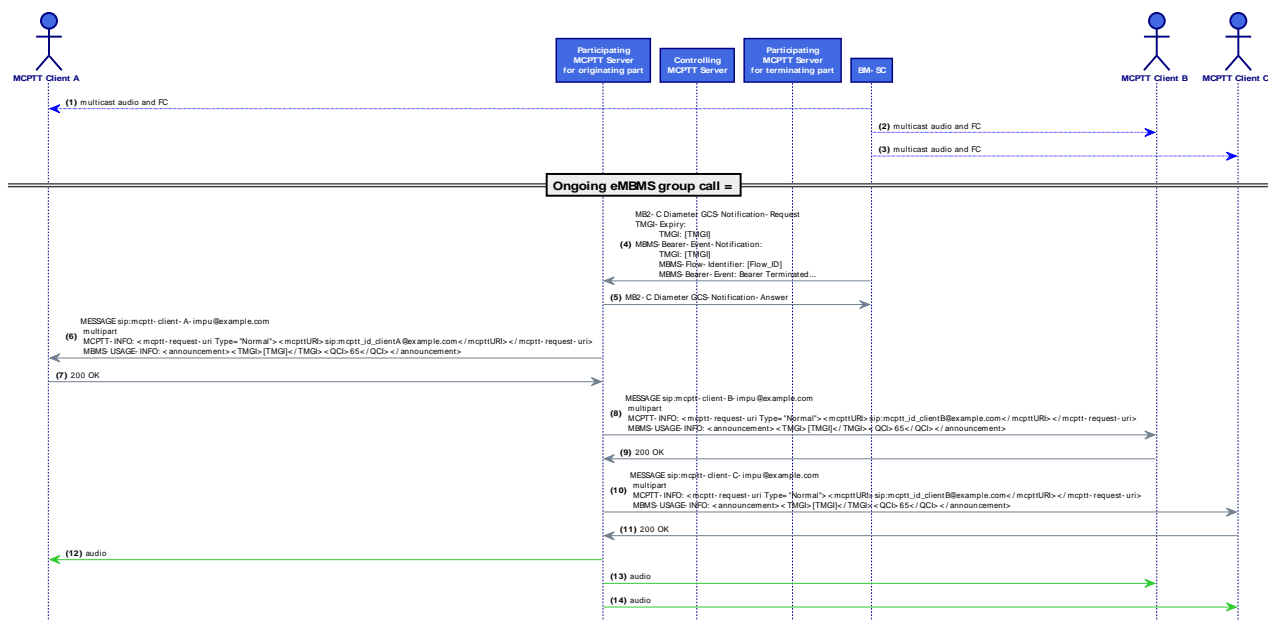 MCPTT Client A
Participating
MCPTT Server
for originating part
Controlling
MCPTT Server
Participating
MCPTT Server
for terminating part
BM-SC
MCPTT Client B
MCPTT Client C
(1) multicast audio and FC
(2) multicast audio and FC
(3) multicast audio and FC
Ongoing eMBMS group call =
MB2-C Diameter GCS-Notification-Request
TMGI-Expiry:
TMGI: [TMGI]
(4) MBMS-Bearer-Event-Notification:
TMGI: [TMGI]
MBMS-Flow-Identifier: [Flow_ID]
MBMS-Bearer-Event: Bearer Terminated...
(5) MB2-C Diameter GCS-Notification-Answer
MESSAGE sip:mcptt-client-A-impu@example.com
multipart
(6) MCPTT-INFO: <mcptt-request-uri Type="Normal"><mcpttURI>sip:mcptt_id_clientA@example.com</mcpttURI></mcptt-request-uri>
MBMS-USAGE-INFO: <announcement><TMGI>[TMGI]</TMGI><QCI>65</QCI></announcement>
(7) 200 OK
MESSAGE sip:mcptt-client-B-impu@example.com
multipart
(8) MCPTT-INFO: <mcptt-request-uri Type="Normal"><mcpttURI>sip:mcptt_id_clientB@example.com</mcpttURI></mcptt-request-uri>
MBMS-USAGE-INFO: <announcement><TMGI>[TMGI]</TMGI><QCI>65</QCI></announcement>
(9) 200 OK
MESSAGE sip:mcptt-client-C-impu@example.com
multipart
(10) MCPTT-INFO: <mcptt-request-uri Type="Normal"><mcpttURI>sip:mcptt_id_clientB@example.com</mcpttURI></mcptt-request-uri>
MBMS-USAGE-INFO: <announcement><TMGI>[TMGI]</TMGI><QCI>65</QCI></announcement>
(11) 200 OK
(12) audio
(13) audio
(14) audio